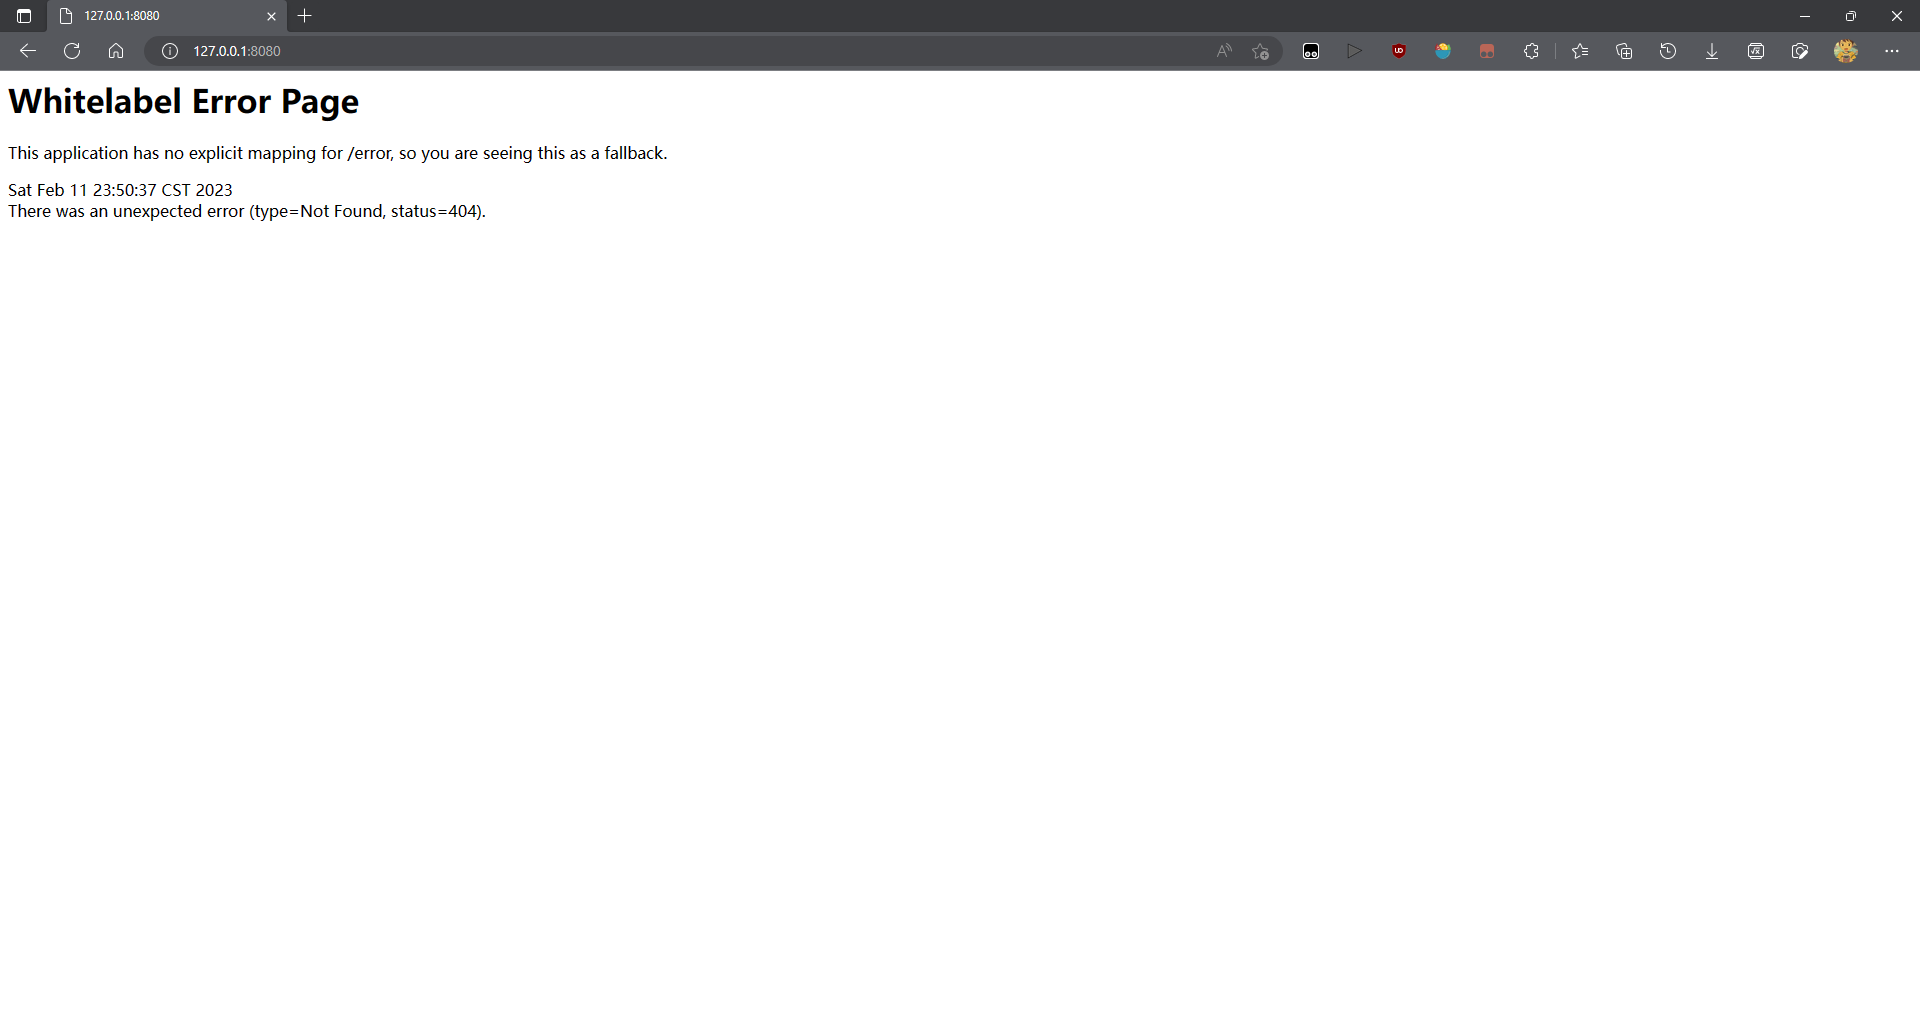 127.0.0.1:8080
127.0.0.1:8080
Whitelabel Error Page
This application has no explicit mapping for /error, so you are seeing this as a fallback.
Sat Feb 11 23:50:37 CST 2023
There was an unexpected error (type=Not Found, status=404).